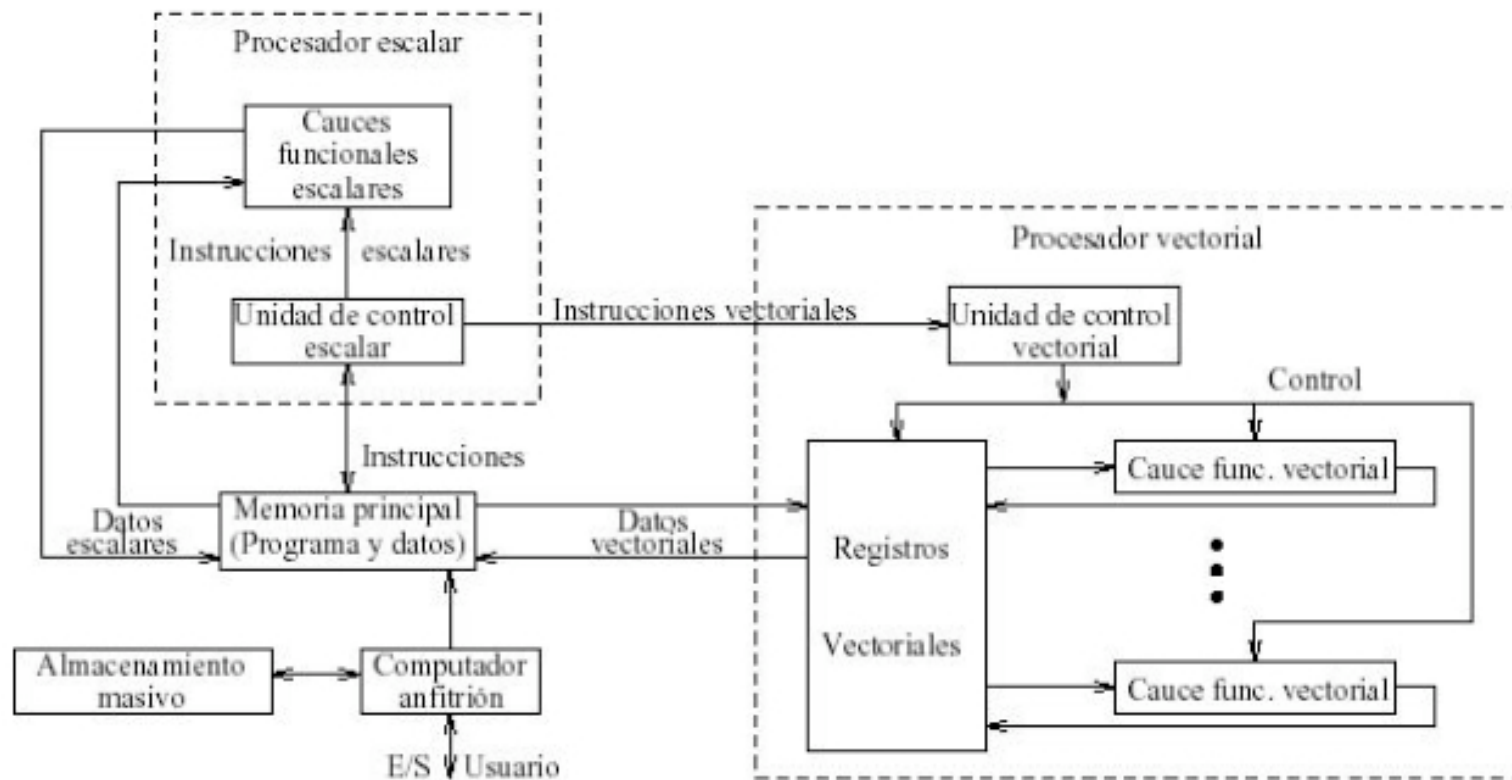 Procesador escalar
Cauces
funcionales
escalares
Instrucciones escalares
Procesador vectorial
Unidad de control
escalar
Instrucciones vectoriales
Unidad de control
vectorial
Control
Instrucciones
Cauce func. vectorial
Memoria principal
(Programa y datos)
Datos
escalares
Datos
vectoriales
Registros
Vectoriales
Almacenamiento
masivo
Computador
anfitrión
Cauce func. vectorial
E/S Usuario